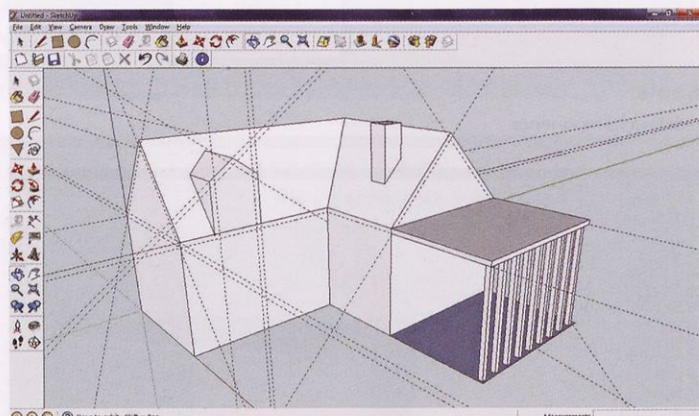 Untitled - SketchUp
File Edit View Camera Draw Tools Window Help
Measurements